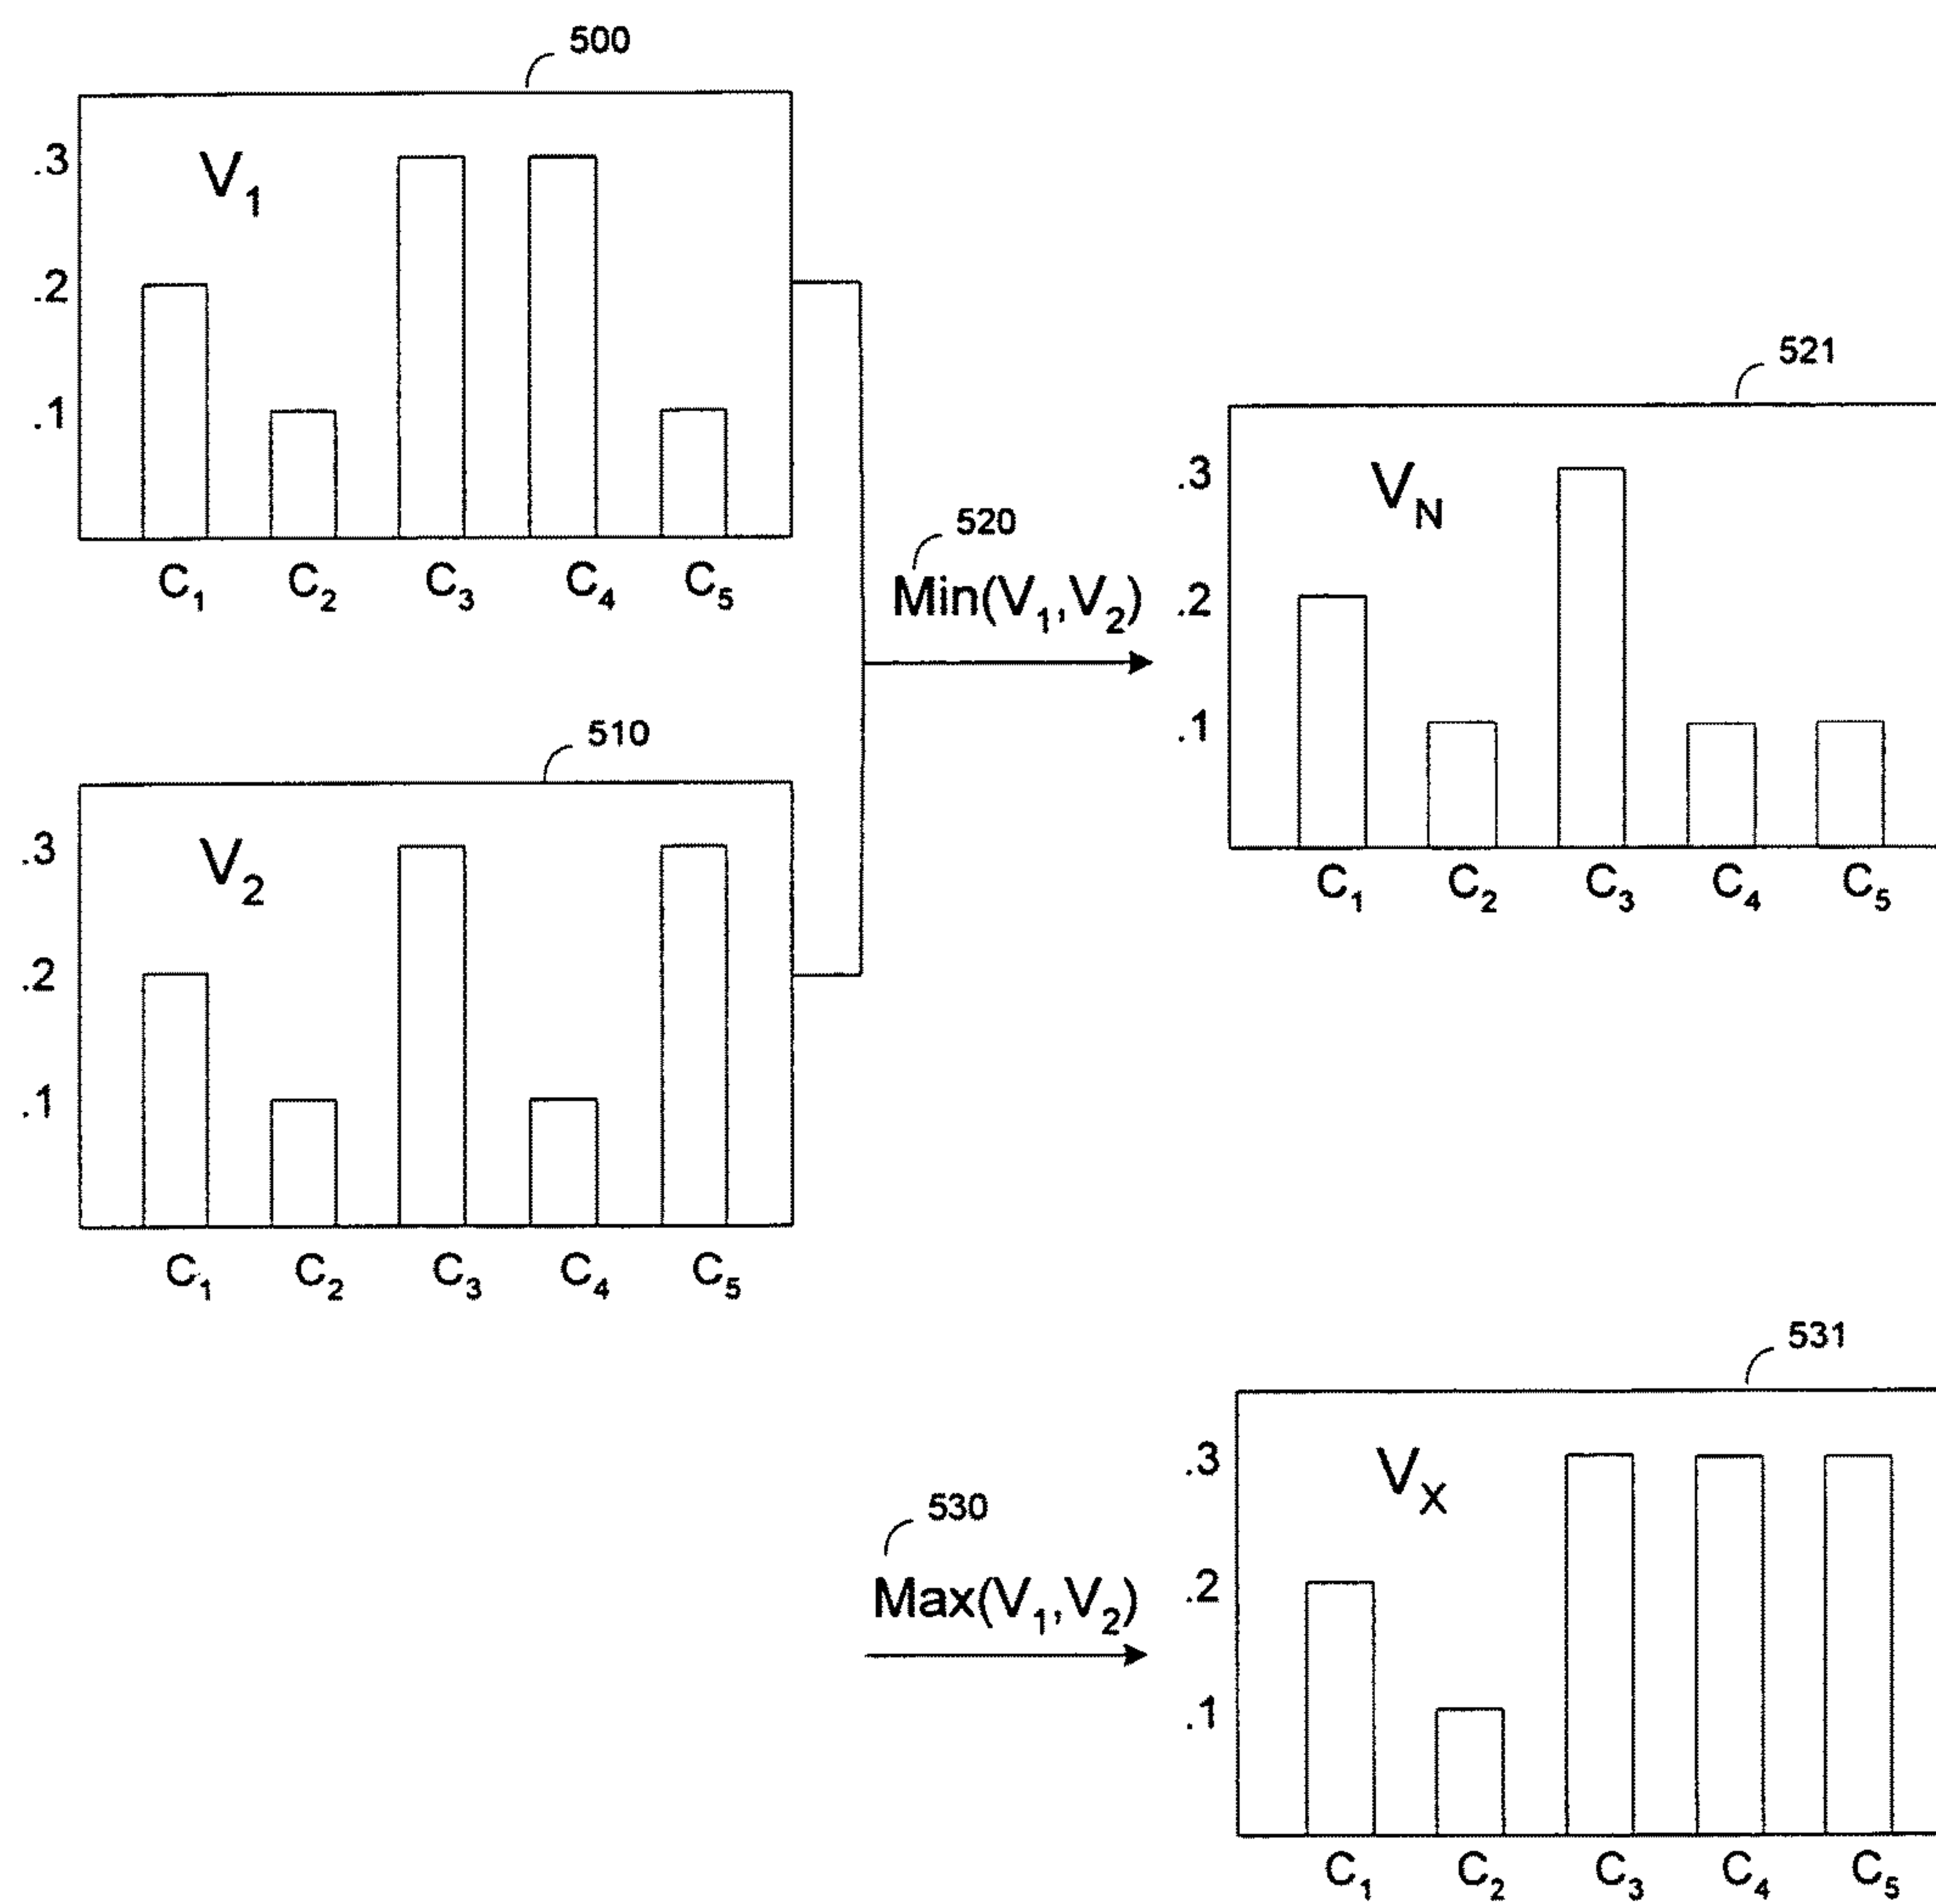 500
V₁
.3
.2
.1
C₁ C₂ C₃ C₄ C₅
510
V₂
.3
.2
.1
C₁ C₂ C₃ C₄ C₅
520
Min(V₁,V₂)
521
V_N
.3
.2
.1
C₁ C₂ C₃ C₄ C₅
530
Max(V₁,V₂)
531
V_X
.3
.2
.1
C₁ C₂ C₃ C₄ C₅